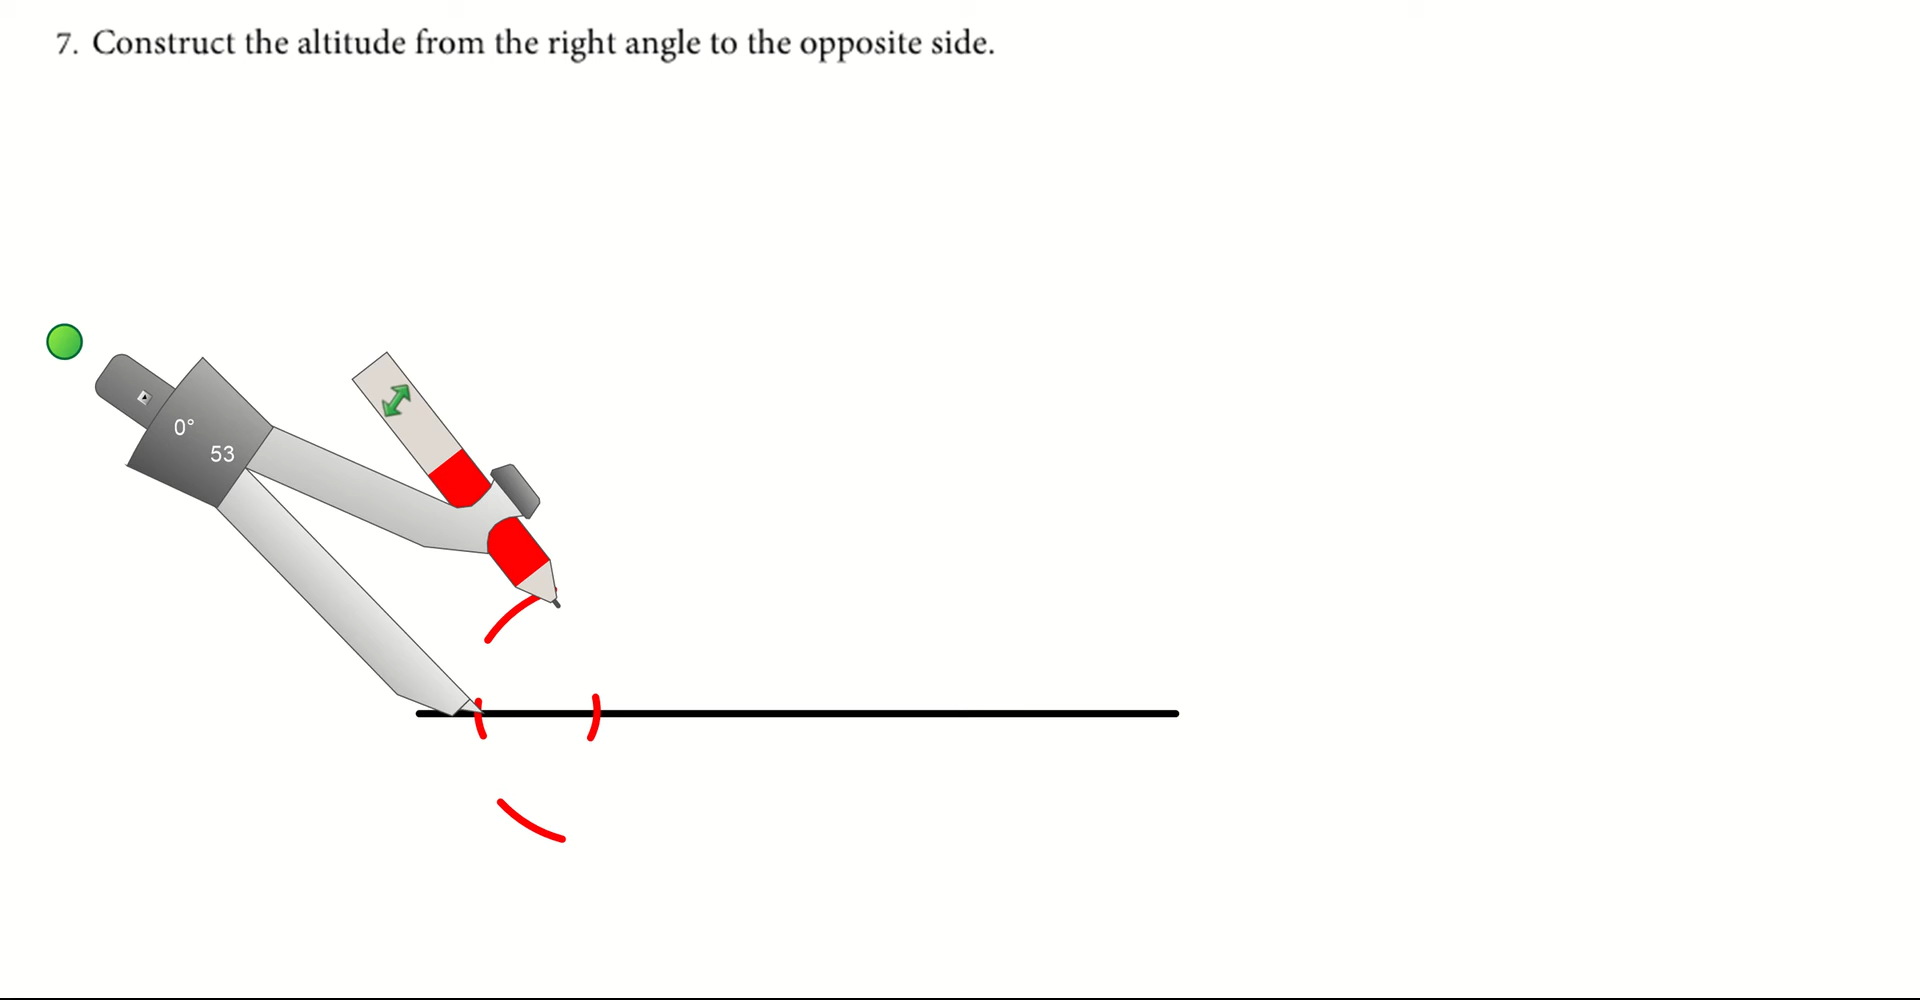 7. Construct the altitude from the right angle to the opposite side.
0°
53